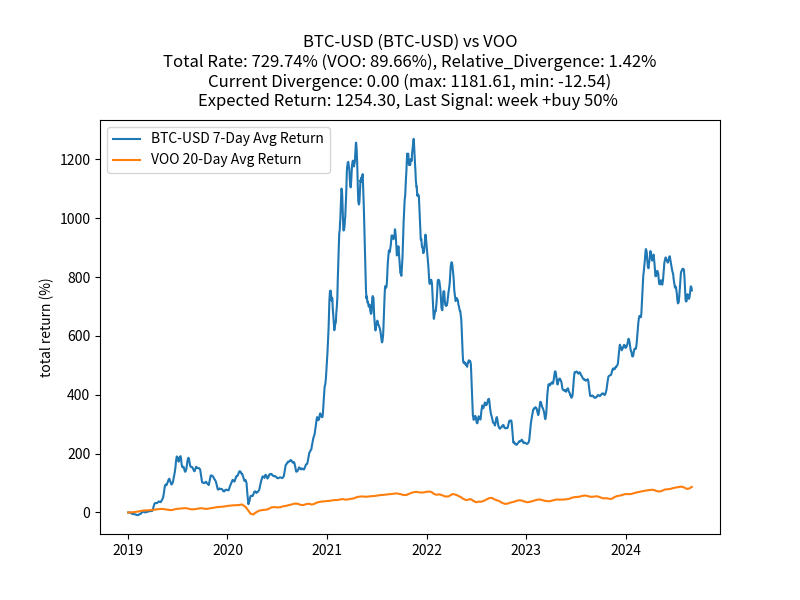 BTC-USD (BTC-USD) vs VOO
Total Rate: 729.74% (VOO: 89.66%), Relative_Divergence: 1.42%
Current Divergence: 0.00 (max: 1181.61, min: -12.54)
Expected Return: 1254.30, Last Signal: week +buy 50%
BTC-USD 7-Day Avg Return
VOO 20-Day Avg Return
total return (%)
1200
1000
800
600
400
200
0
2019 2020 2021 2022 2023 2024